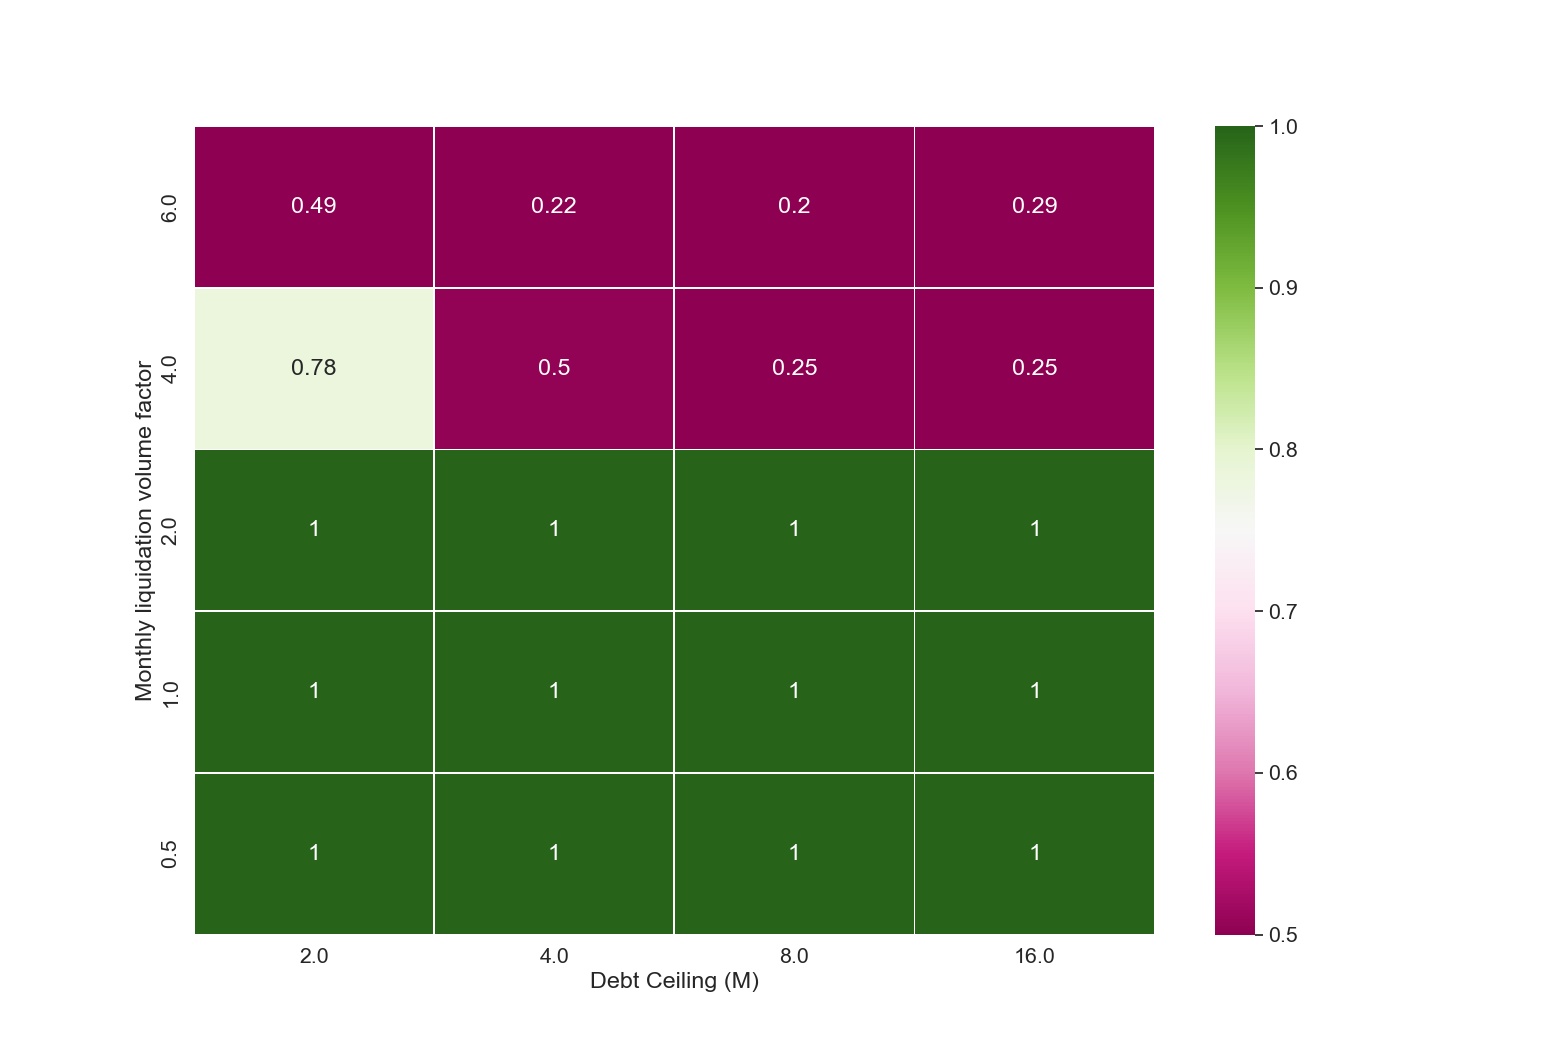 Monthly liquidation volume factor
6.0 0.49 0.22 0.2 0.29
4.0 0.78 0.5 0.25 0.25
2.0 1 1 1 1
1.0 1 1 1 1
0.5 1 1 1 1
2.0 4.0 8.0 16.0
Debt Ceiling (M)
1.0
0.9
0.8
0.7
0.6
0.5